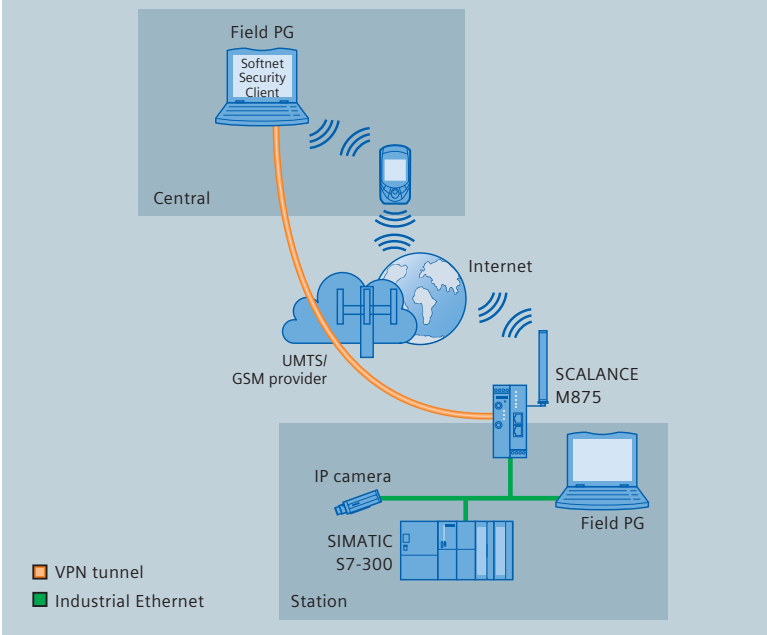 Field PG
Softnet
Security
Client
Central
Internet
UMTS/
GSM provider
SCALANCE
M875
IP camera
Field PG
SIMATIC
S7-300
VPN tunnel
Industrial Ethernet
Station